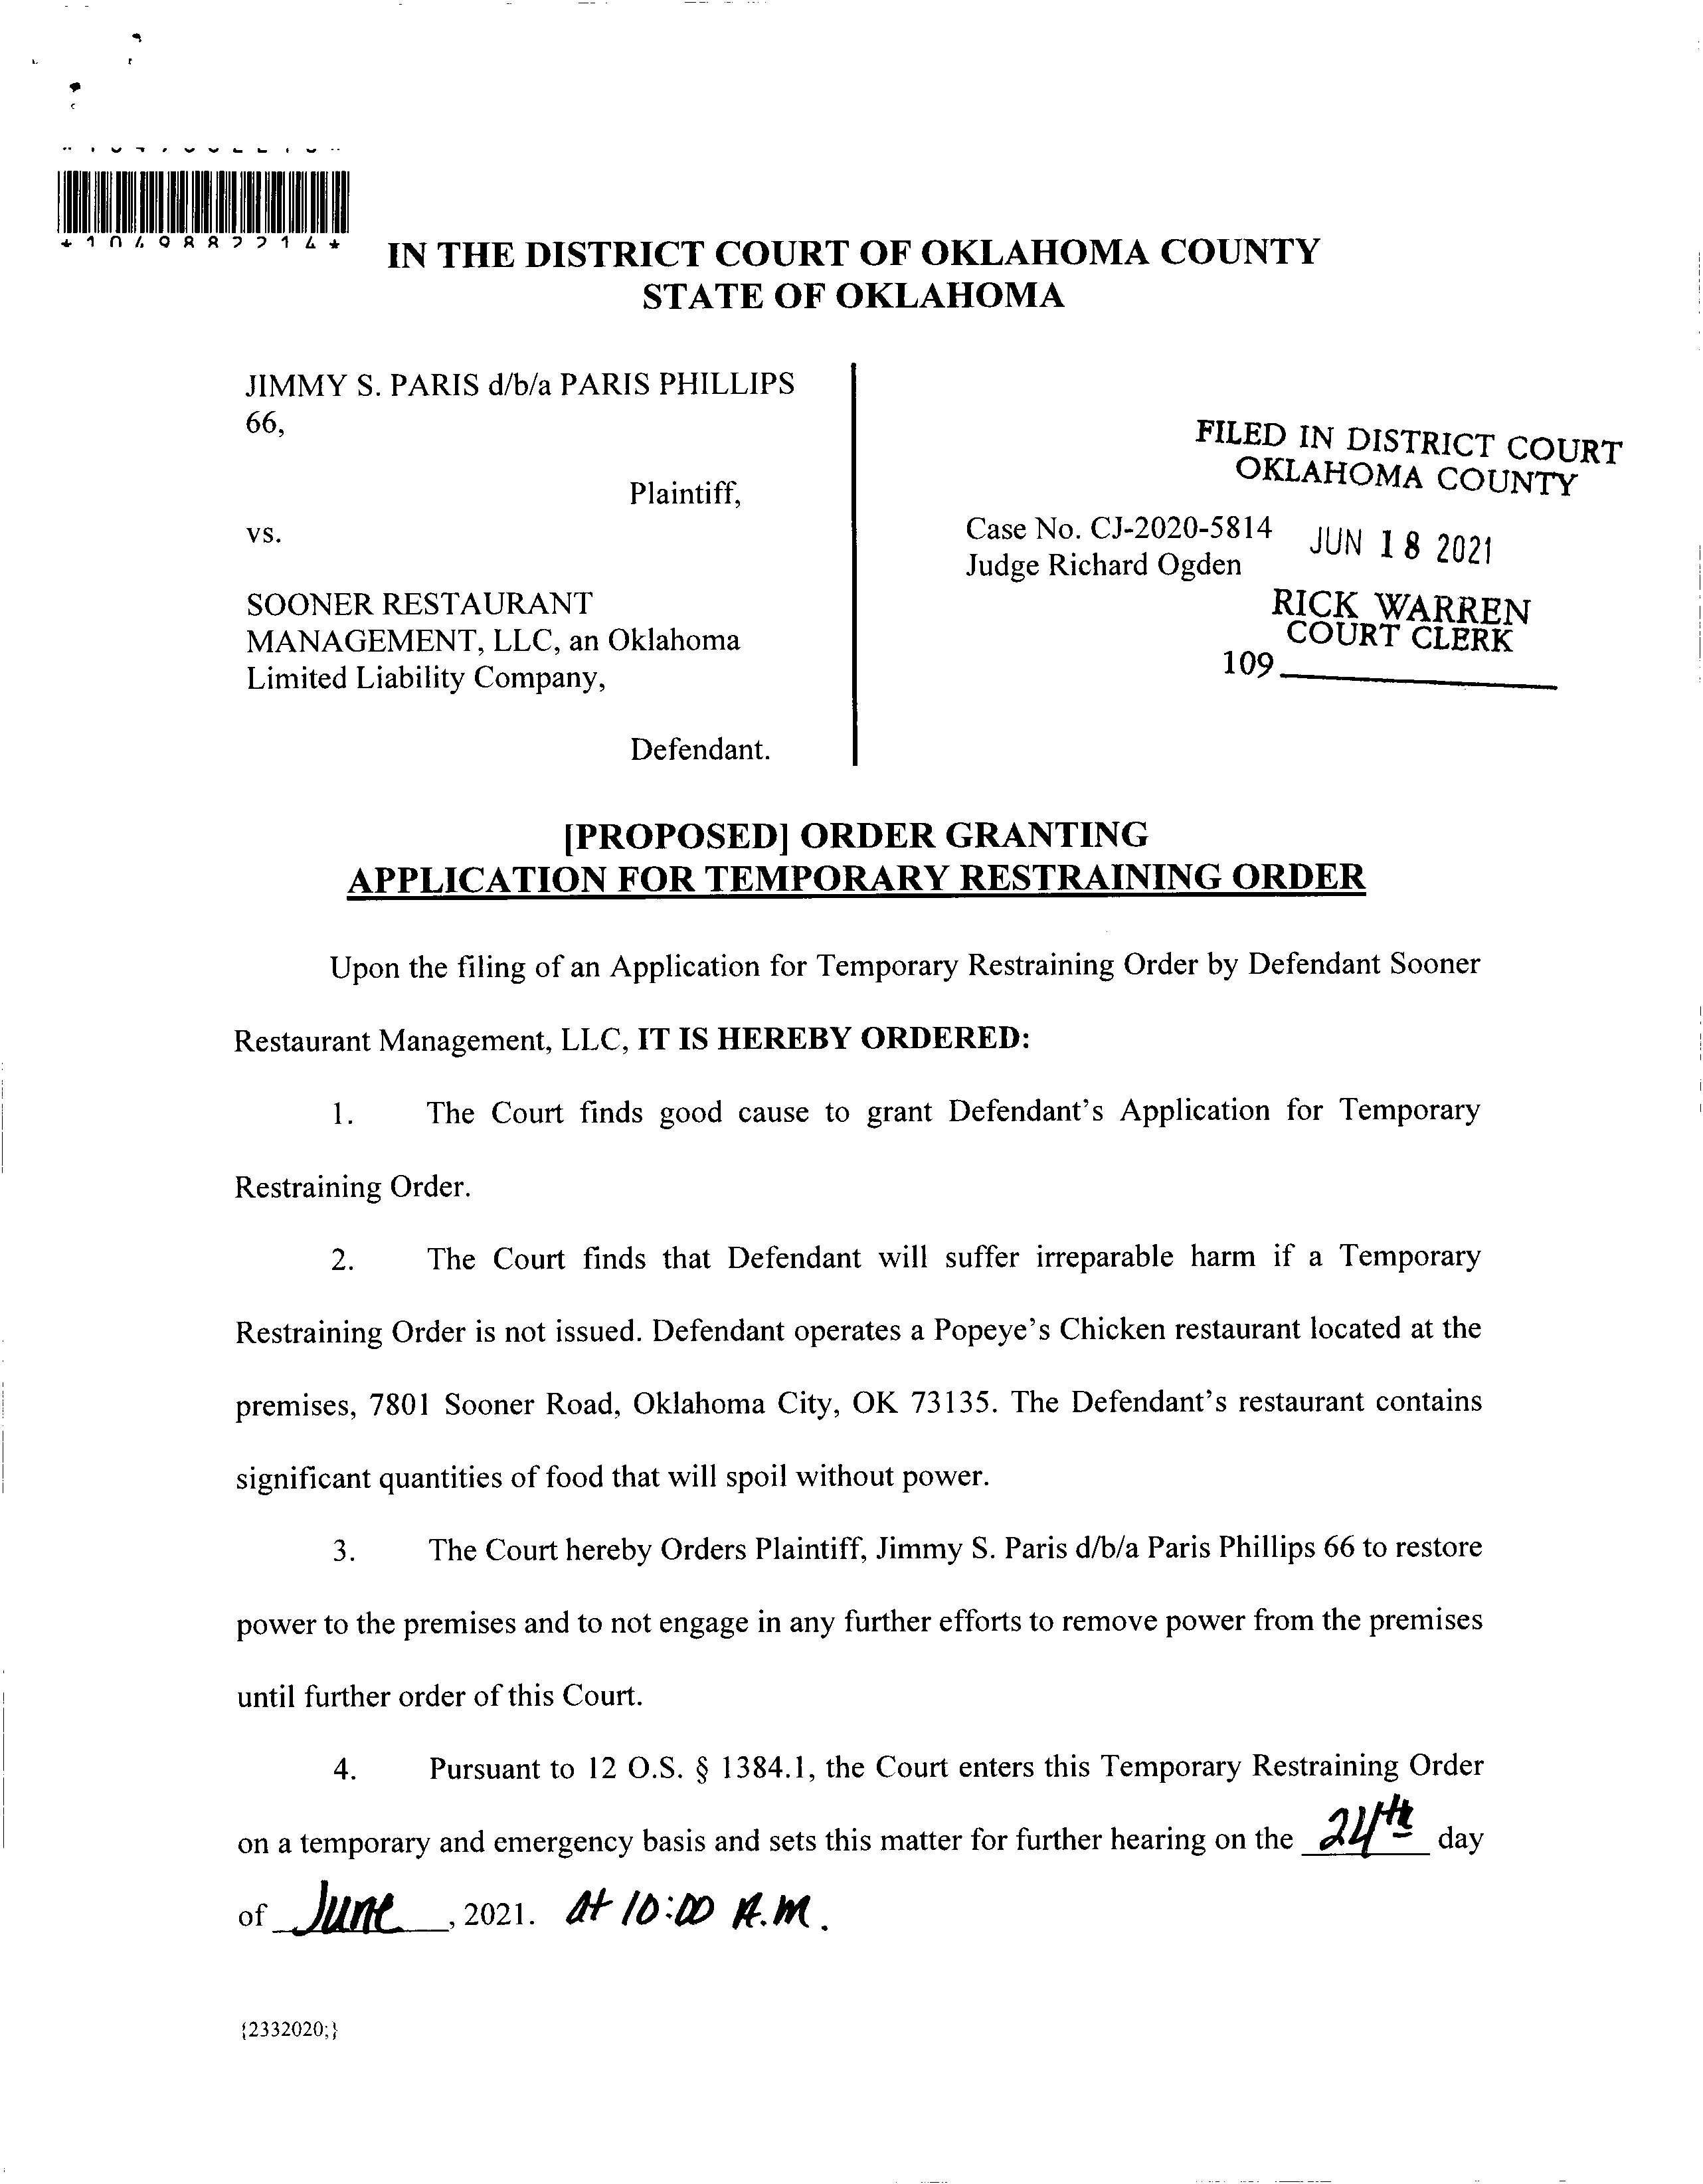 *1049882214*
IN THE DISTRICT COURT OF OKLAHOMA COUNTY
STATE OF OKLAHOMA
JIMMY S. PARIS d/b/a PARIS PHILLIPS
66,
Plaintiff,
vs.
SOONER RESTAURANT
MANAGEMENT, LLC, an Oklahoma
Limited Liability Company,
Defendant.
FILED IN DISTRICT COURT
OKLAHOMA COUNTY
Case No. CJ-2020-5814
JUN 18 2021
Judge Richard Ogden
RICK WARREN
COURT CLERK
109
[PROPOSED] ORDER GRANTING
APPLICATION FOR TEMPORARY RESTRAINING ORDER
Upon the filing of an Application for Temporary Restraining Order by Defendant Sooner
Restaurant Management, LLC, IT IS HEREBY ORDERED:
1. The Court finds good cause to grant Defendant's Application for Temporary
Restraining Order.
2. The Court finds that Defendant will suffer irreparable harm if a Temporary
Restraining Order is not issued. Defendant operates a Popeye's Chicken restaurant located at the
premises, 7801 Sooner Road, Oklahoma City, OK 73135. The Defendant's restaurant contains
significant quantities of food that will spoil without power.
3. The Court hereby Orders Plaintiff, Jimmy S. Paris d/b/a Paris Phillips 66 to restore
power to the premises and to not engage in any further efforts to remove power from the premises
until further order of this Court.
4. Pursuant to 12 O.S. § 1384.1, the Court enters this Temporary Restraining Order
on a temporary and emergency basis and sets this matter for further hearing on the 24th day
of June, 2021. At 10:00 A.M.
{2332020;}